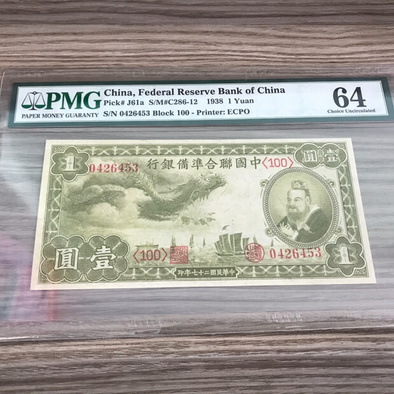 PMG
PAPER MONEY GUARANTY
China, Federal Reserve Bank of China
Pick# J61a S/M#C286-12 1938 1 Yuan
S/N 0426453 Block 100 - Printer: ECPO
64
Choice Uncirculated
行銀備準合聯國中
〈100〉
圓壹
0426453
壹
圓
〈100〉
0426453
印年七十二國民華中